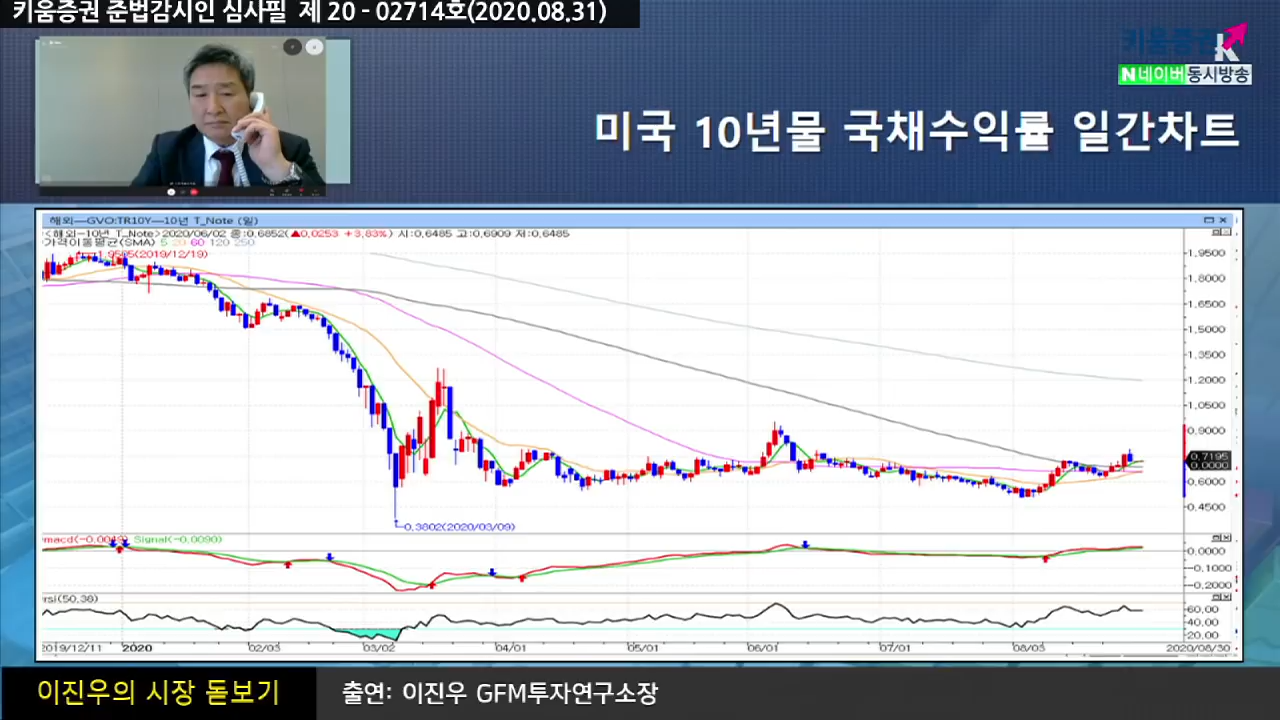 키움증권 준법감시인 심사필 제 20 - 02714호(2020.08.31)
키움증권
N 네이버 동시방송
미국 10년물 국채수익률 일간차트
해외—GVO:TR10Y—10년 T_Note (일)
<해외-10년_T_Note>2020/06/02 종:0.6852(▲0.0253 +3.83%) 시:0.6485 고:0.6909 저:0.6485
가격이동평균(SMA) 5 20 60 120 250
1.9585(2019/12/19)
1.9500
1.8000
1.6500
1.5000
1.3500
1.2000
1.0500
0.9000
0.7195
0.0000
0.6000
0.4500
0.3802(2020/03/09)
Signal(-0.0090)
0.0000
-0.1000
-0.2000
rsi(50.36)
60.00
40.00
20.00
2019/12/11 2020 02/03 03/02 04/01 05/01 06/01 07/01 08/03 2020/08/30
이진우의 시장 돋보기
출연: 이진우 GFM투자연구소장